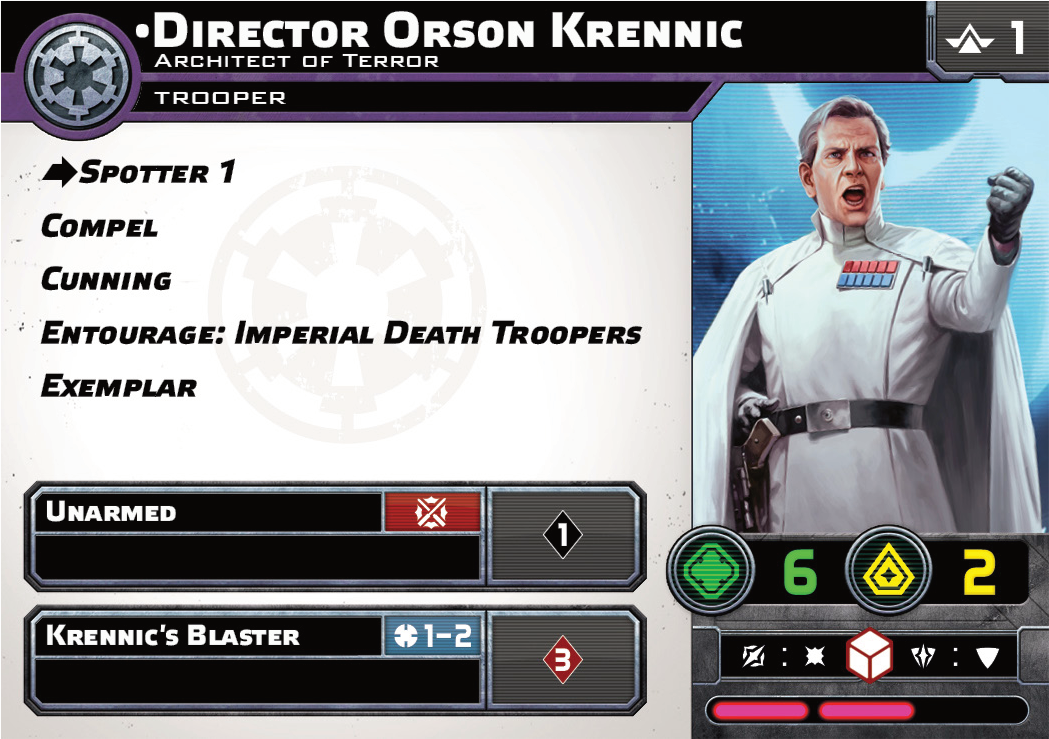 •Director Orson Krennic
1
Architect of Terror
TROOPER
Spotter 1
Compel
Cunning
Entourage: Imperial Death Troopers
Exemplar
Unarmed
1
Krennic's Blaster
1-2
3
6
2
:
: